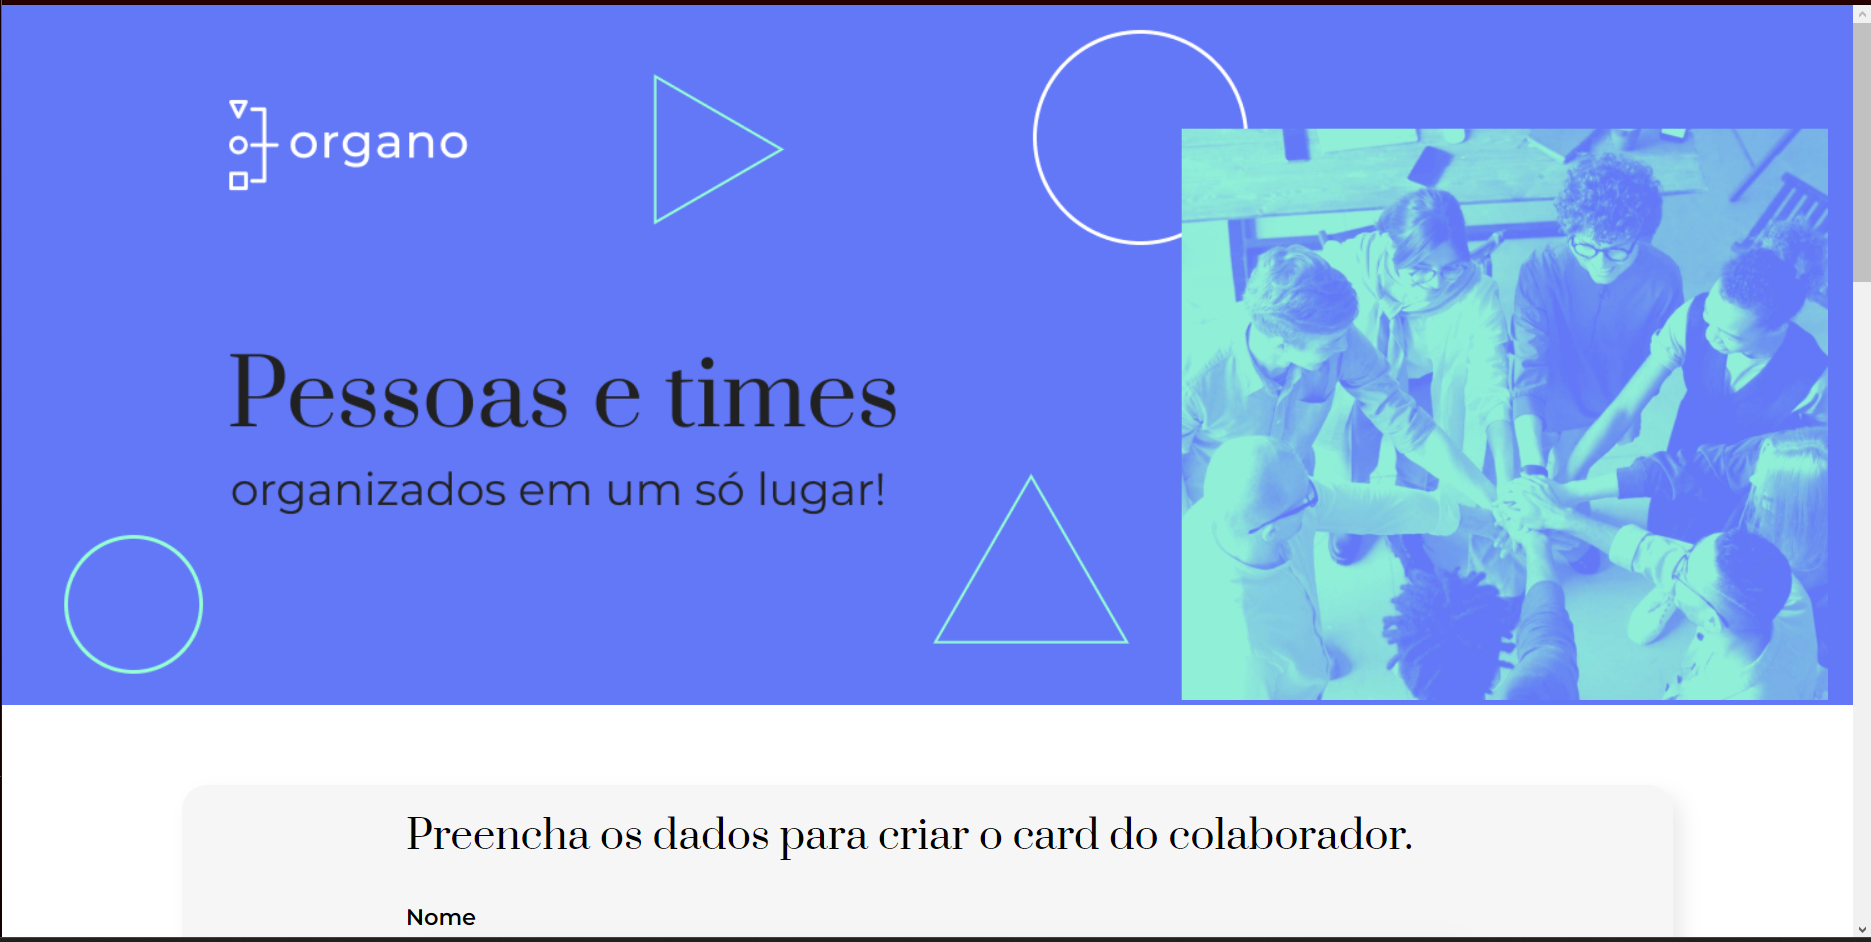 organo
Pessoas e times
organizados em um só lugar!
Preencha os dados para criar o card do colaborador.
Nome